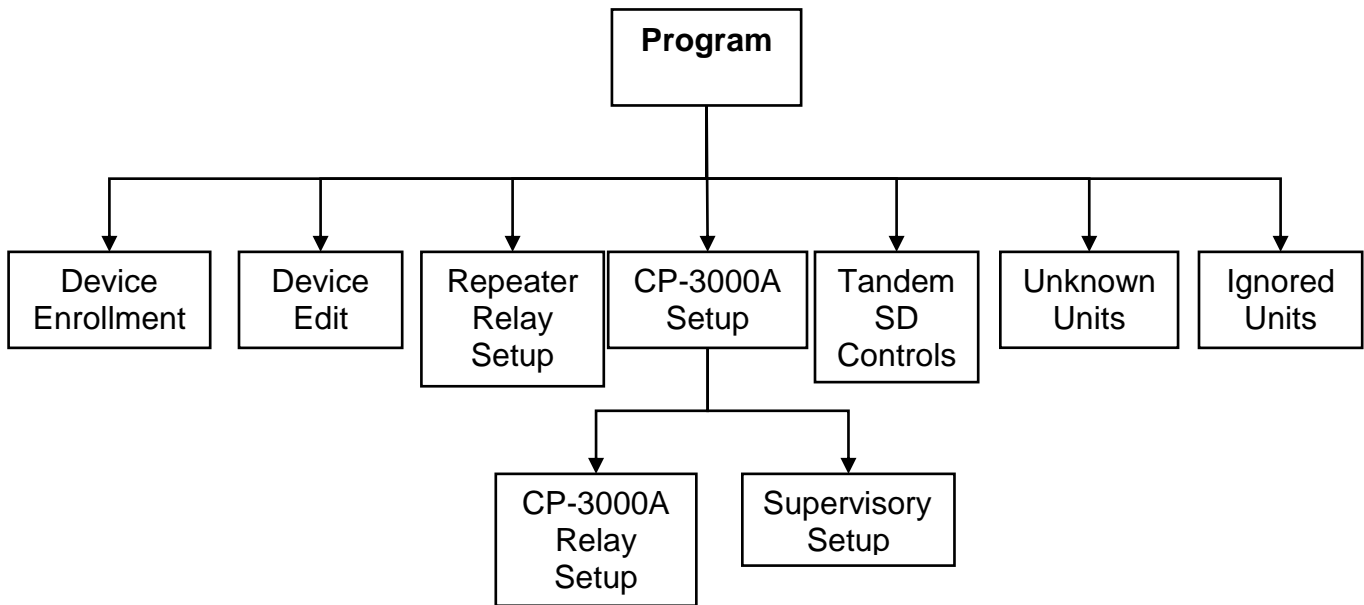 Program
Device
Enrollment
Device
Edit
Repeater
Relay
Setup
CP-3000A
Setup
Tandem
SD
Controls
Unknown
Units
Ignored
Units
CP-3000A
Relay
Setup
Supervisory
Setup